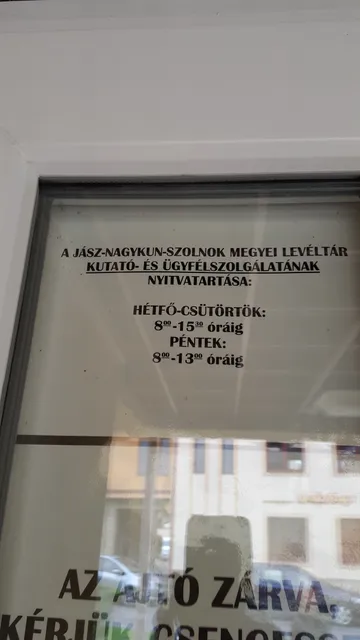 A JÁSZ-NAGYKUN-SZOLNOK MEGYEI LEVÉLTÁR
KUTATÓ- ÉS ÜGYFÉLSZOLGÁLATÁNAK
NYITVATARTÁSA:
HÉTFŐ-CSÜTÖRTÖK:
8⁰⁰-15³⁰ óráig
PÉNTEK:
8⁰⁰-13⁰⁰ óráig
AZ AJTÓ ZÁRVA,
KÉRJÜK